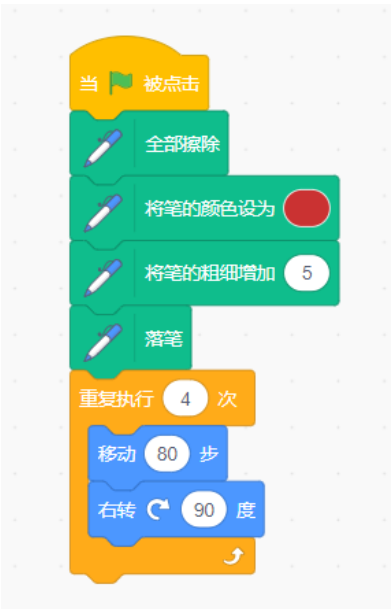 当 被点击
全部擦除
将笔的颜色设为
将笔的粗细增加 5
落笔
重复执行 4 次
移动 80 步
右转 90 度